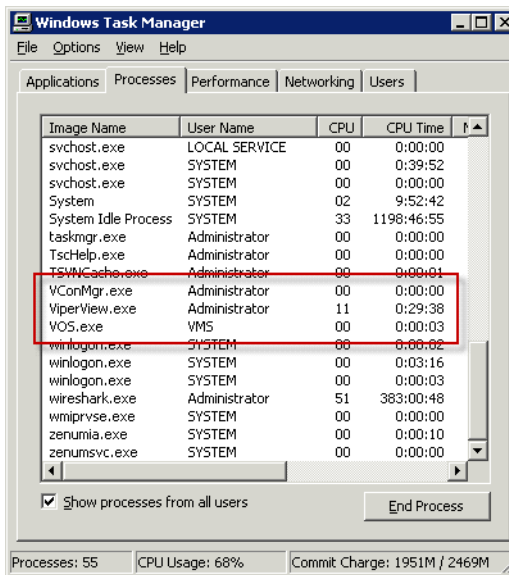 Windows Task Manager
File Options View Help
Applications Processes Performance Networking Users
Image Name User Name CPU CPU Time
svchost.exe LOCAL SERVICE 00 0:00:00
svchost.exe SYSTEM 00 0:39:52
svchost.exe SYSTEM 00 0:00:00
System SYSTEM 02 9:52:42
System Idle Process SYSTEM 33 1198:46:55
taskmgr.exe Administrator 00 0:00:00
TscHelp.exe Administrator 00 0:00:00
TSVNCache.exe Administrator 00 0:00:01
VConMgr.exe Administrator 00 0:00:00
ViperView.exe Administrator 11 0:29:38
VOS.exe VMS 00 0:00:03
winlogon.exe SYSTEM 00 0:00:02
winlogon.exe SYSTEM 00 0:03:16
winlogon.exe SYSTEM 00 0:00:03
wireshark.exe Administrator 51 383:00:48
wmiprvse.exe SYSTEM 00 0:00:00
zenumia.exe SYSTEM 00 0:00:10
zenumsvc.exe SYSTEM 00 0:00:00
Show processes from all users
End Process
Processes: 55 CPU Usage: 68% Commit Charge: 1951M / 2469M